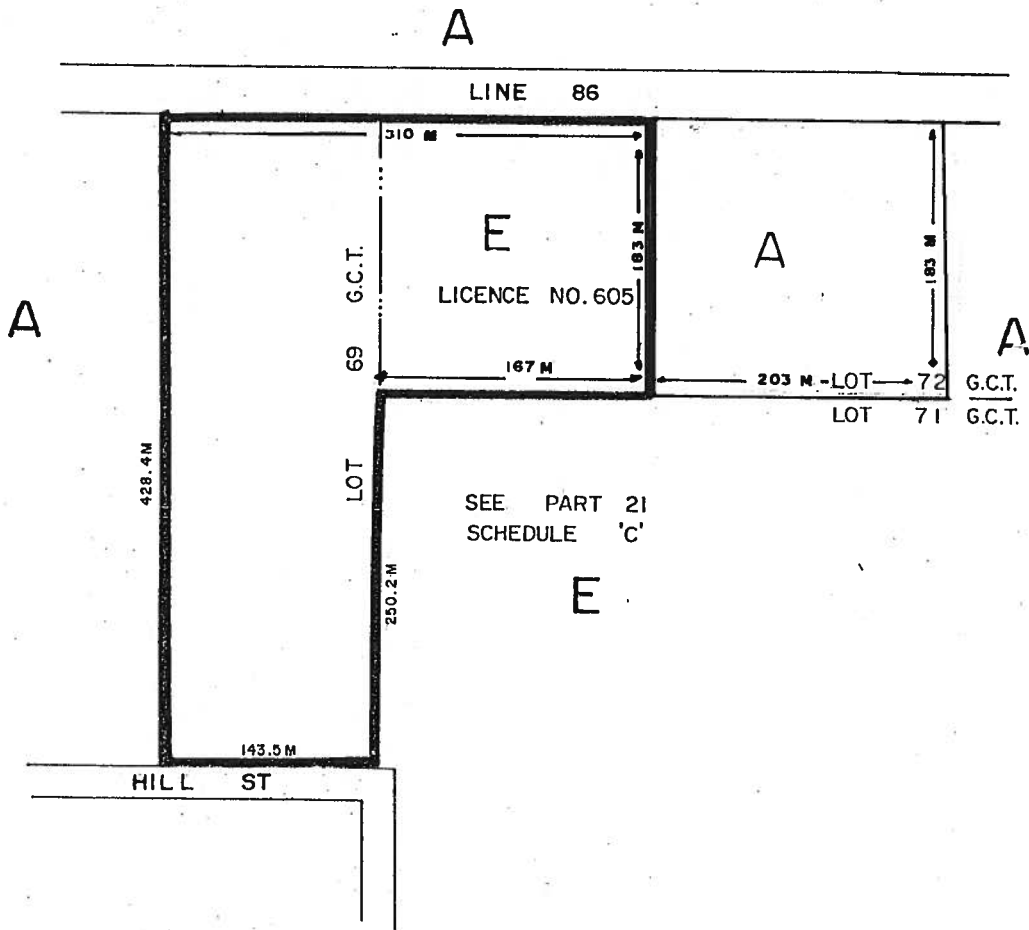 A
LINE 86
310 M
E
183 M
LICENCE NO. 605
167 M
A
183 M
A
A
203 M - LOT 72 G.C.T.
LOT 71 G.C.T.
LOT 69 G.C.T.
428.4 M
SEE PART 21
SCHEDULE 'C'
E
250.2 M
143.5 M
HILL ST